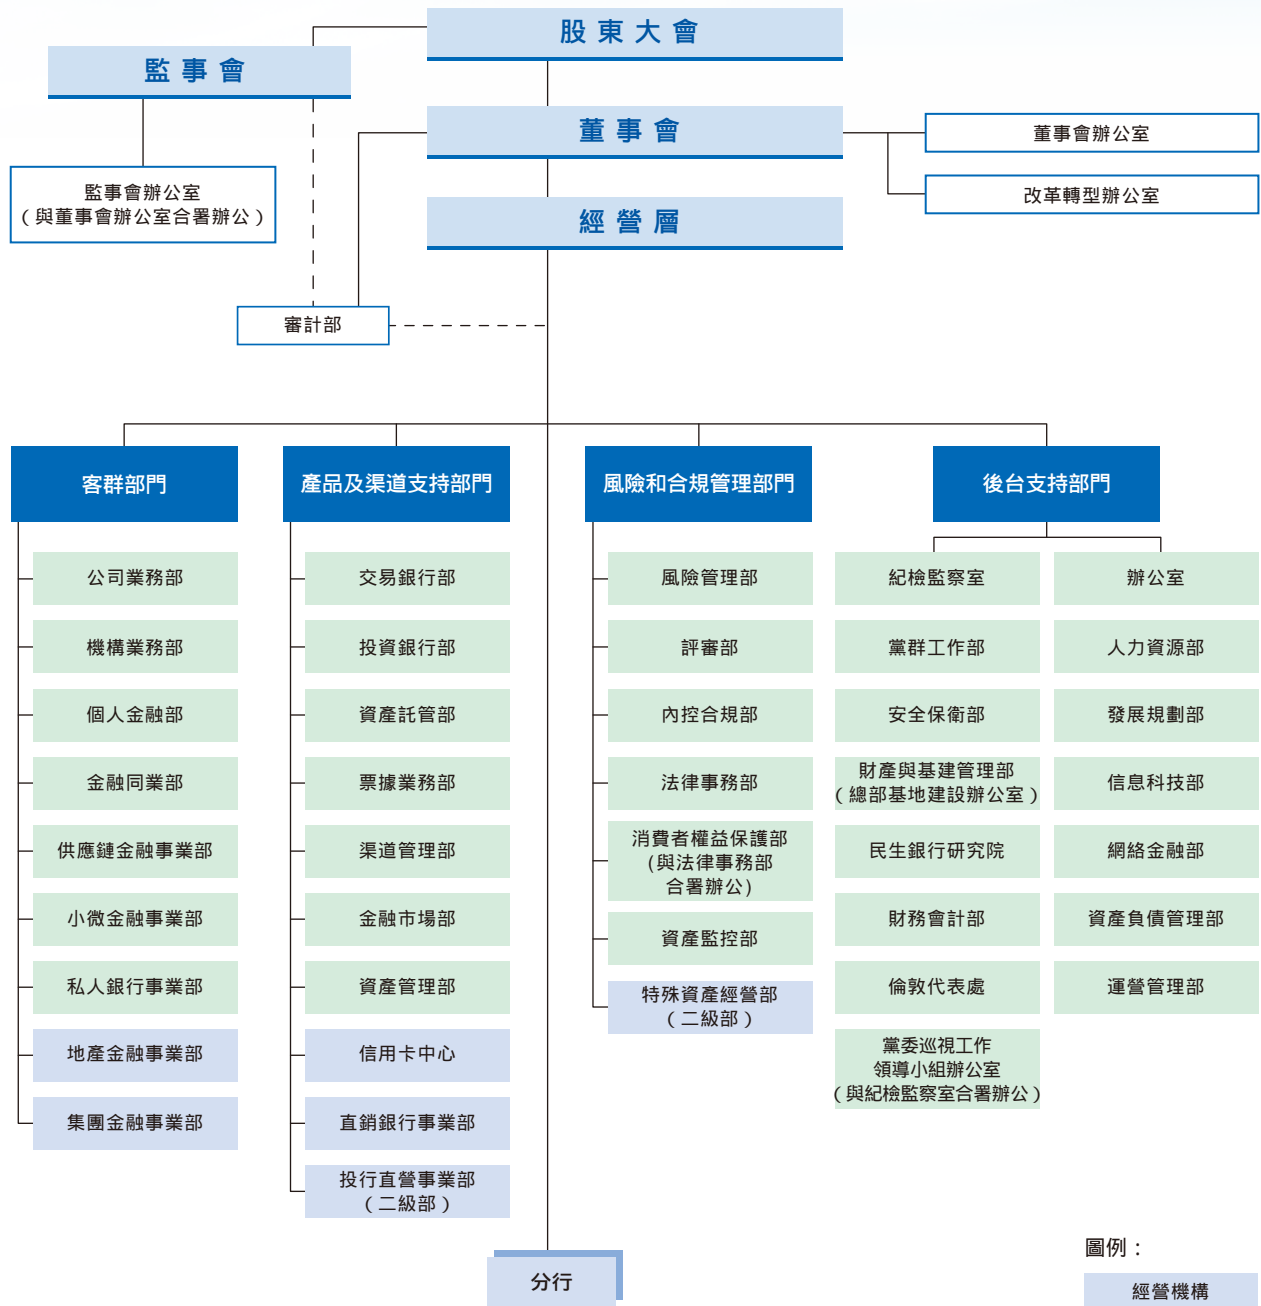 股東大會
監事會
董事會
董事會辦公室
監事會辦公室
（與董事會辦公室合署辦公）
改革轉型辦公室
經營層
審計部
客群部門
公司業務部
機構業務部
個人金融部
金融同業部
供應鏈金融事業部
小微金融事業部
私人銀行事業部
地產金融事業部
集團金融事業部
產品及渠道支持部門
交易銀行部
投資銀行部
資產託管部
票據業務部
渠道管理部
金融市場部
資產管理部
信用卡中心
直銷銀行事業部
投行直營事業部
（二級部）
風險和合規管理部門
風險管理部
評審部
內控合規部
法律事務部
消費者權益保護部
(與法律事務部
合署辦公)
資產監控部
特殊資產經營部
（二級部）
後台支持部門
紀檢監察室
黨群工作部
安全保衛部
財產與基建管理部
（總部基地建設辦公室）
民生銀行研究院
財務會計部
倫敦代表處
黨委巡視工作
領導小組辦公室
（與紀檢監察室合署辦公）
辦公室
人力資源部
發展規劃部
信息科技部
網絡金融部
資產負債管理部
運營管理部
分行
圖例：
經營機構